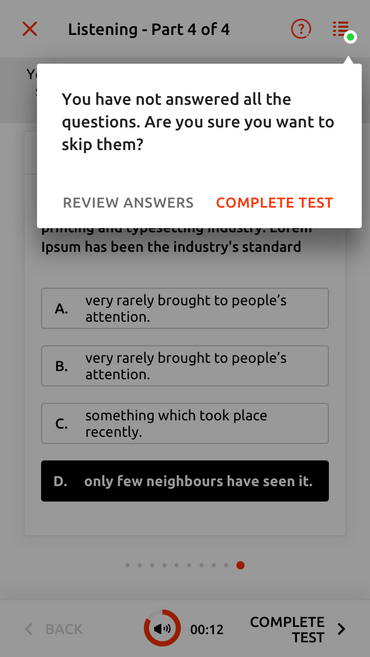 Listening - Part 4 of 4
?
You have not answered all the
questions. Are you sure you want to
skip them?
REVIEW ANSWERS COMPLETE TEST
printing and typesetting industry. Lorem
Ipsum has been the industry's standard
A. very rarely brought to people's
attention.
B. very rarely brought to people's
attention.
C. something which took place
recently.
D. only few neighbours have seen it.
BACK
00:12
COMPLETE
TEST